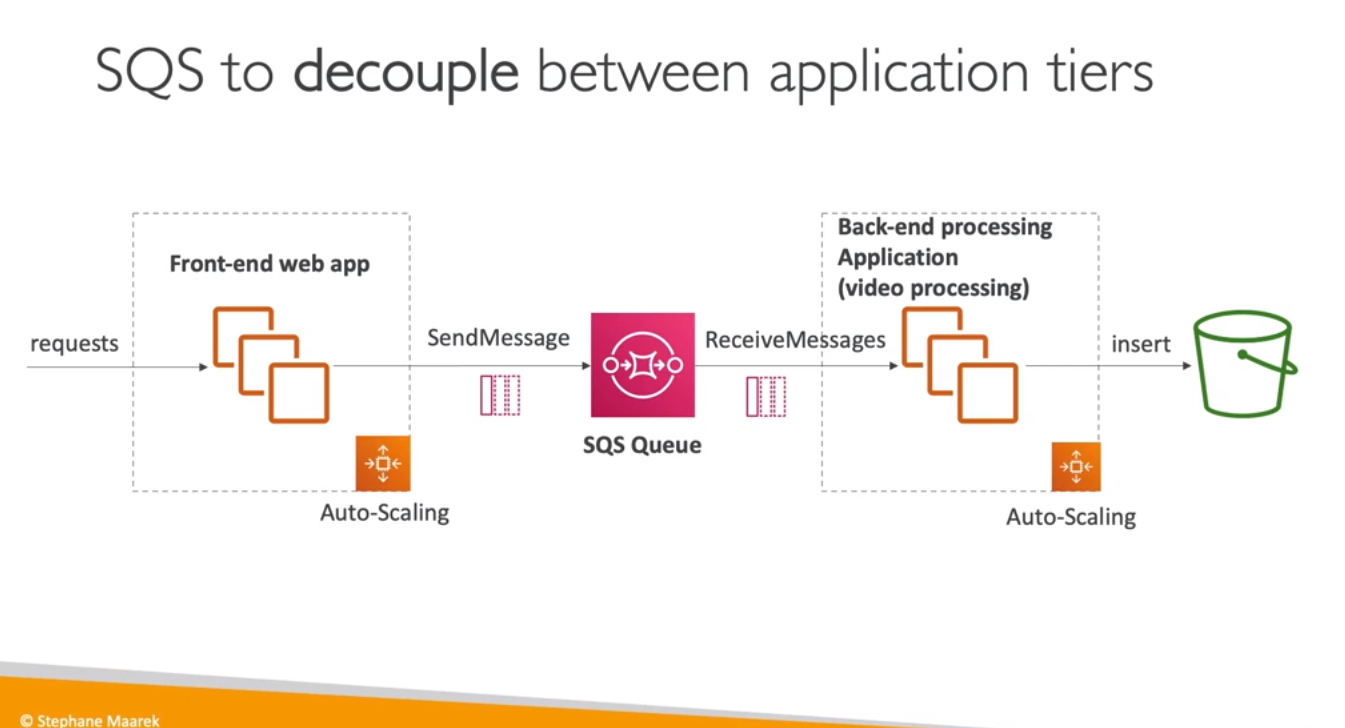 SQS to decouple between application tiers
Front-end web app
requests
Auto-Scaling
SendMessage
SQS Queue
ReceiveMessages
Back-end processing
Application
(video processing)
Auto-Scaling
insert
© Stephane Maarek